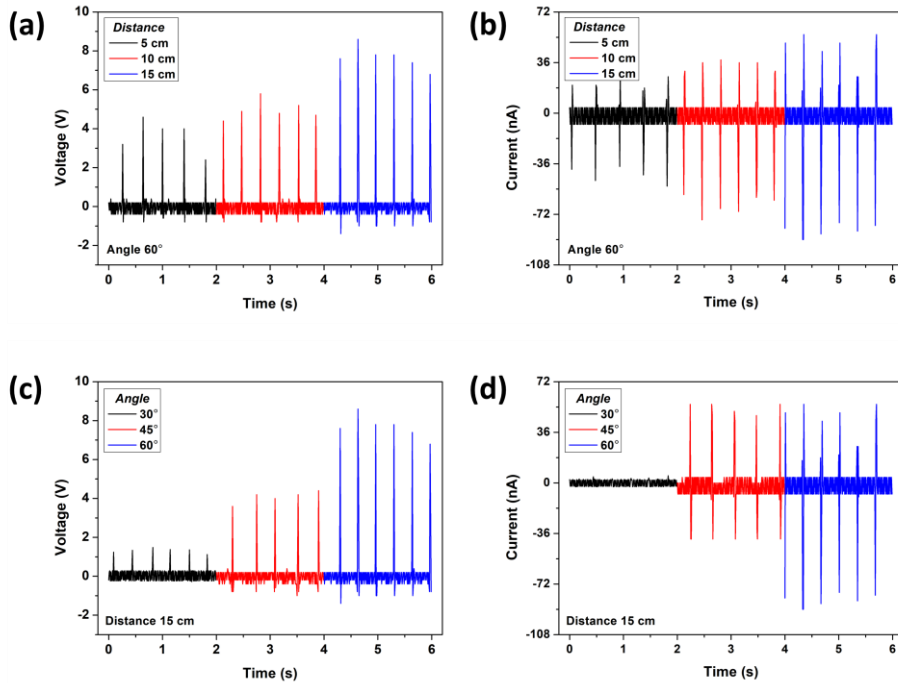 (a)
10
8
6
4
2
0
-2
Voltage (V)
Distance
5 cm
10 cm
15 cm
Angle 60°
0 1 2 3 4 5 6
Time (s)
(b)
72
36
0
-36
-72
-108
Current (nA)
Distance
5 cm
10 cm
15 cm
Angle 60°
0 1 2 3 4 5 6
Time (s)
(c)
10
8
6
4
2
0
-2
Voltage (V)
Angle
30°
45°
60°
Distance 15 cm
0 1 2 3 4 5 6
Time (s)
(d)
72
36
0
-36
-72
-108
Current (nA)
Angle
30°
45°
60°
Distance 15 cm
0 1 2 3 4 5 6
Time (s)